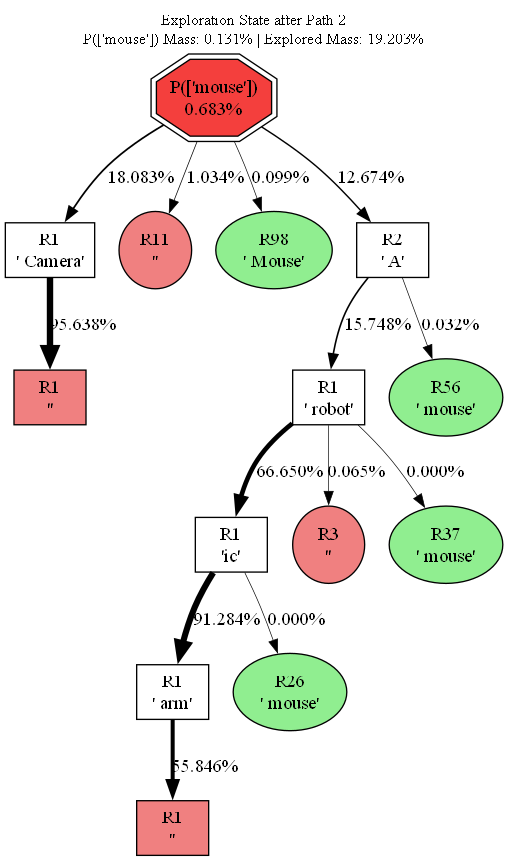 Exploration State after Path 2
P(['mouse']) Mass: 0.131% | Explored Mass: 19.203%
P(['mouse'])
0.683%
18.083%
1.034%
0.099%
12.674%
R1
' Camera'
R11
''
R98
' Mouse'
R2
' A'
95.638%
15.748%
0.032%
R1
''
R1
' robot'
R56
' mouse'
66.650%
0.065%
0.000%
R1
'ic'
R3
''
R37
' mouse'
91.284%
0.000%
R1
' arm'
R26
' mouse'
55.846%
R1
''